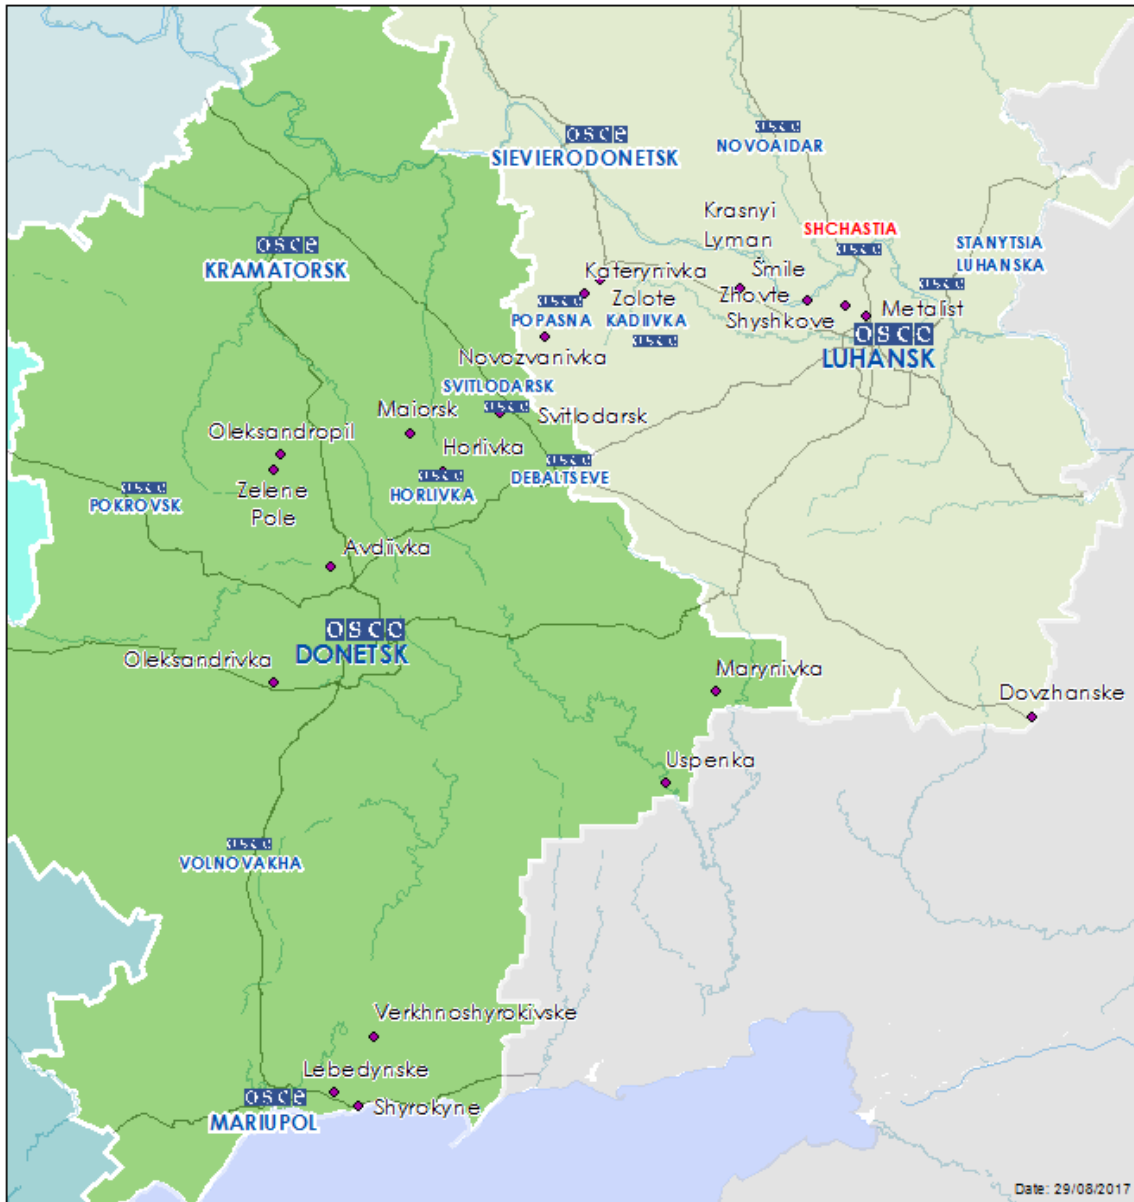 osce
SIEVIERODONETSK
osce
NOVOAIDAR
Krasnyi
Lyman
SHCHASTIA
osce
STANYTSIA
LUHANSKA
osce
osce
KRAMATORSK
Katerynivka
Smile
osce
Zolote
Zhovte
Metalist
POPASNA
KADIIVKA
Shyshkove
osce
osce
LUHANSK
Novozvanivka
SVITLODARSK
osce
Svitlodarsk
Maiorsk
Oleksandropil
Horlivka
osce
DEBALTSEVE
osce
HORLIVKA
osce
POKROVSK
Zelene
Pole
Avdiivka
osce
DONETSK
Oleksandrivka
Marynivka
Dovzhanske
Uspenka
osce
VOLNOVAKHA
Verkhnoshyrokivske
Lebedynske
osce
MARIUPOL
Shyrokyne
Date: 29/08/2017